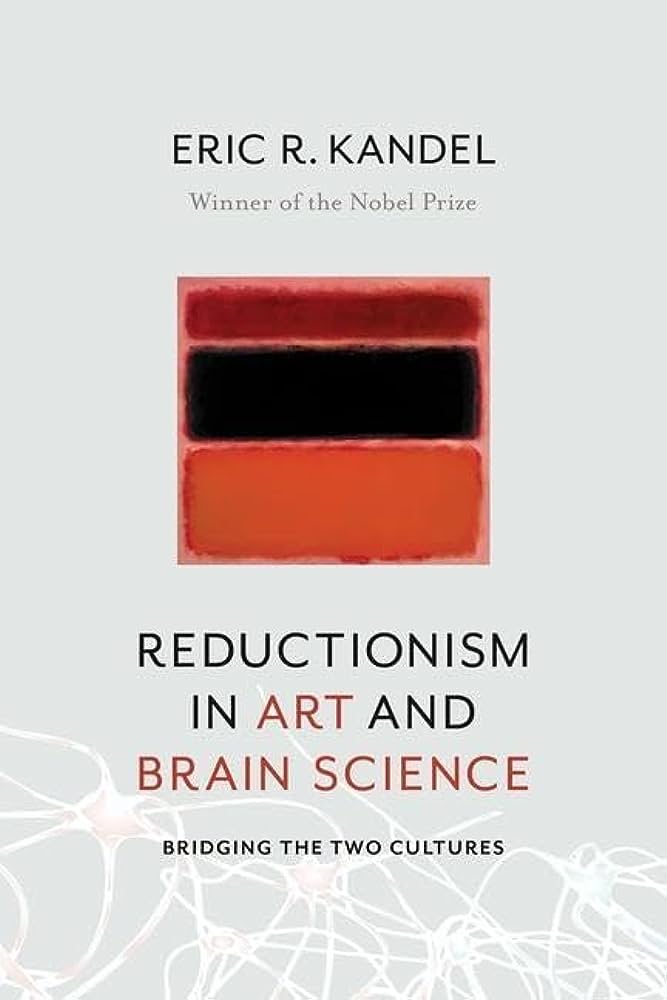 ERIC R. KANDEL
Winner of the Nobel Prize
REDUCTIONISM
IN ART AND
BRAIN SCIENCE
BRIDGING THE TWO CULTURES